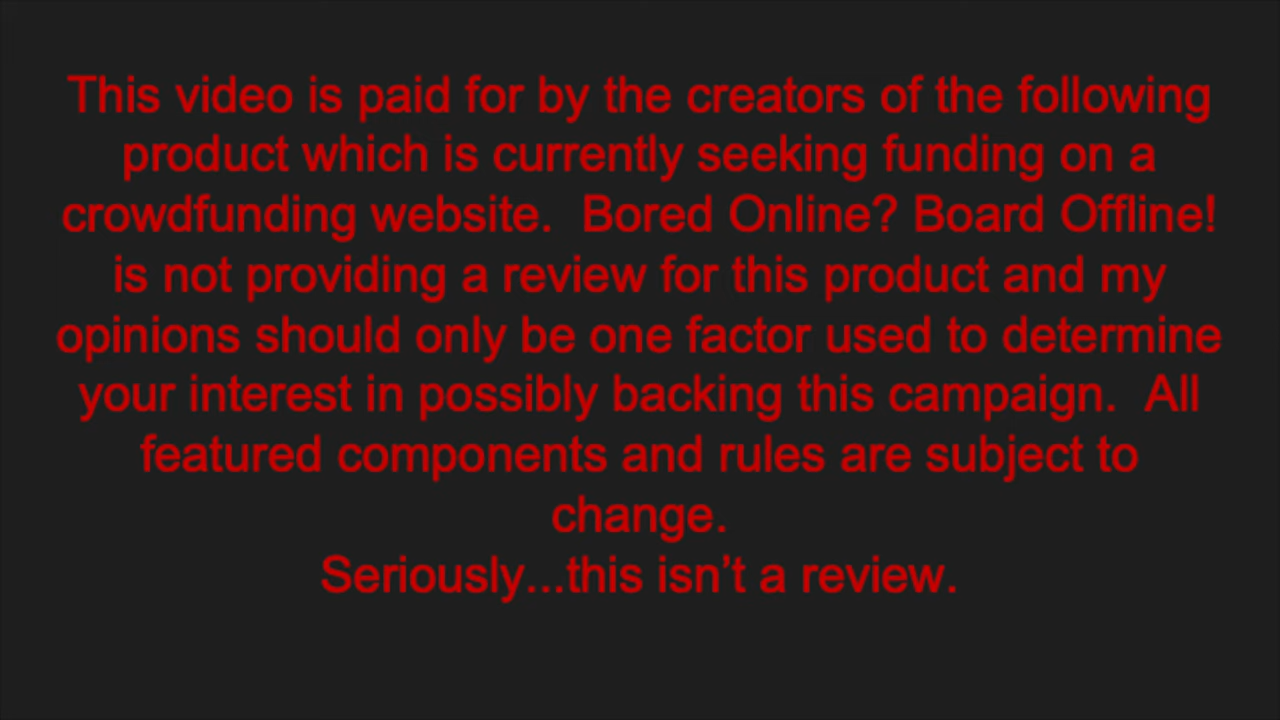 This video is paid for by the creators of the following
product which is currently seeking funding on a
crowdfunding website.  Bored Online? Board Offline!
is not providing a review for this product and my
opinions should only be one factor used to determine
your interest in possibly backing this campaign.  All
featured components and rules are subject to
change.
Seriously...this isn’t a review.